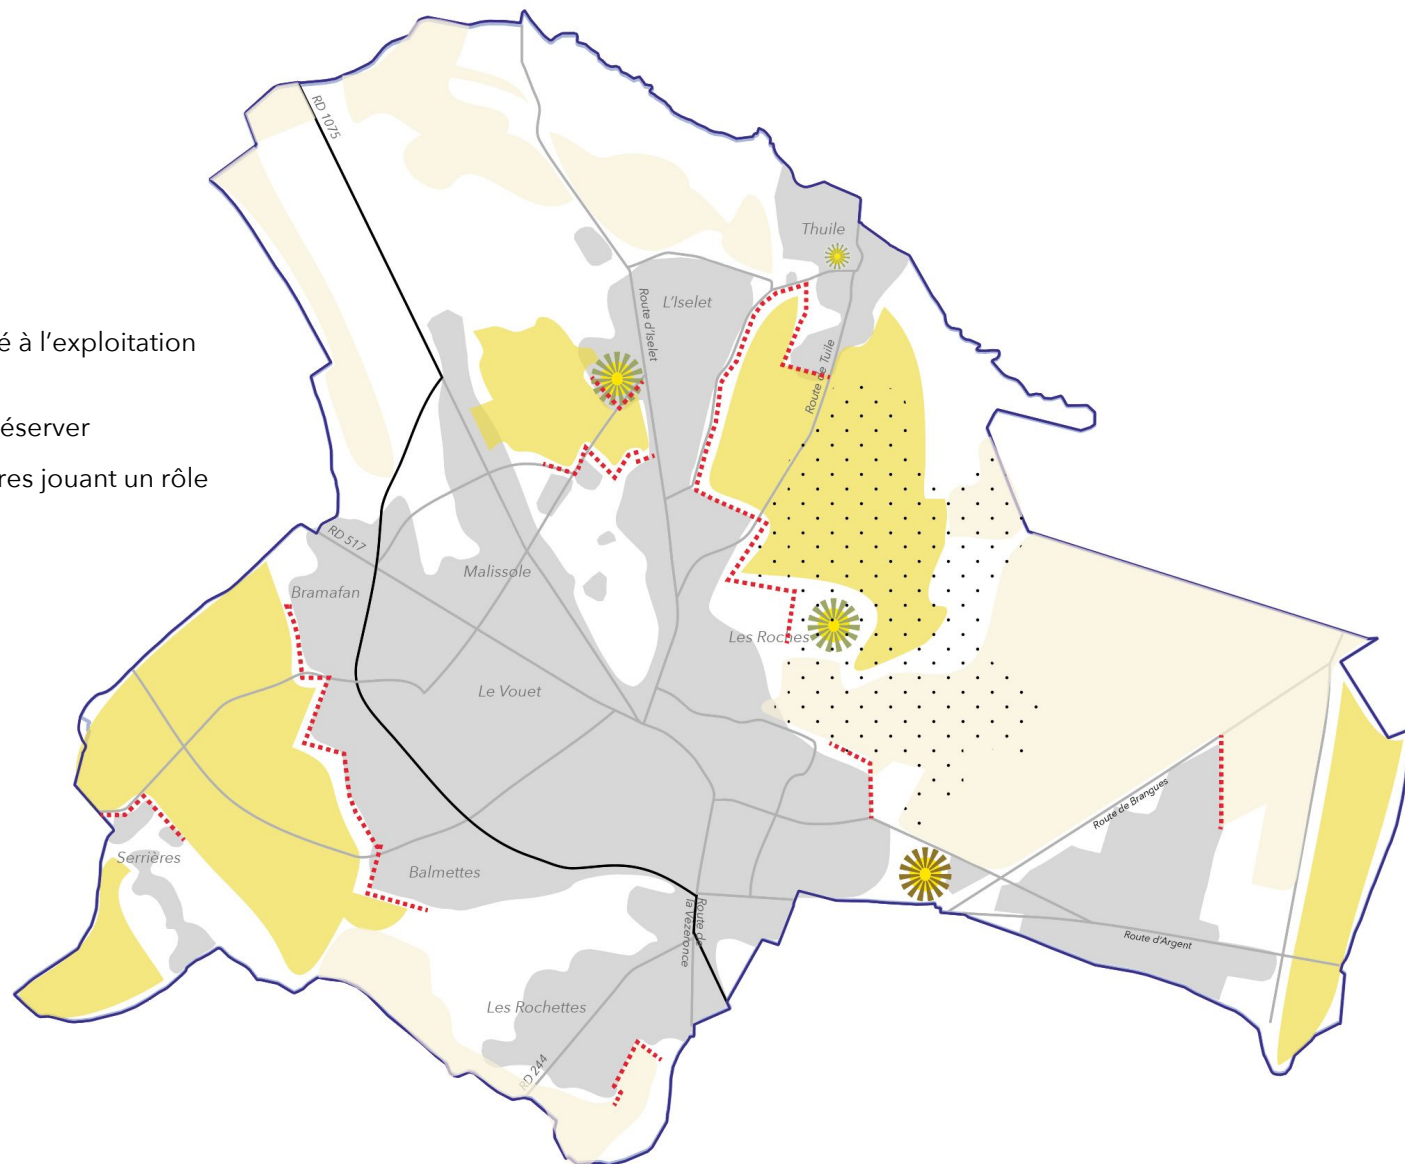 RD 1075
Thuile
L'Iselet
Route d'Iselet
é à l'exploitation
Route de Tuile
éserver
res jouant un rôle
RD 517
Malissole
Bramafan
Les Roches
Le Vouet
Route de Brangues
Serrières
Balmettes
Route de
la Vézeronce
Route d'Argent
Les Rochettes
RD 244